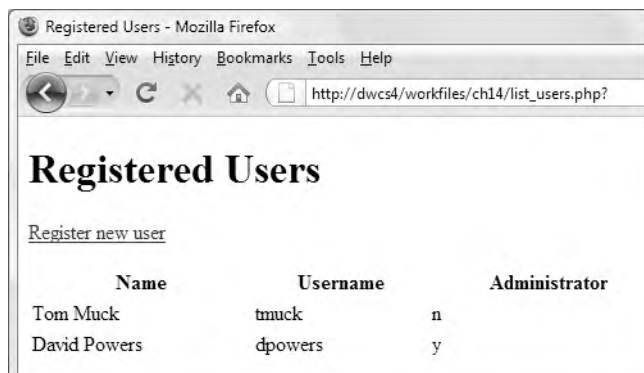 Registered Users - Mozilla Firefox
File Edit View History Bookmarks Tools Help
http://dwcs4/workfiles/ch14/list_users.php?
Registered Users
Register new user
Name Username Administrator
Tom Muck tmuck n
David Powers dpowers y